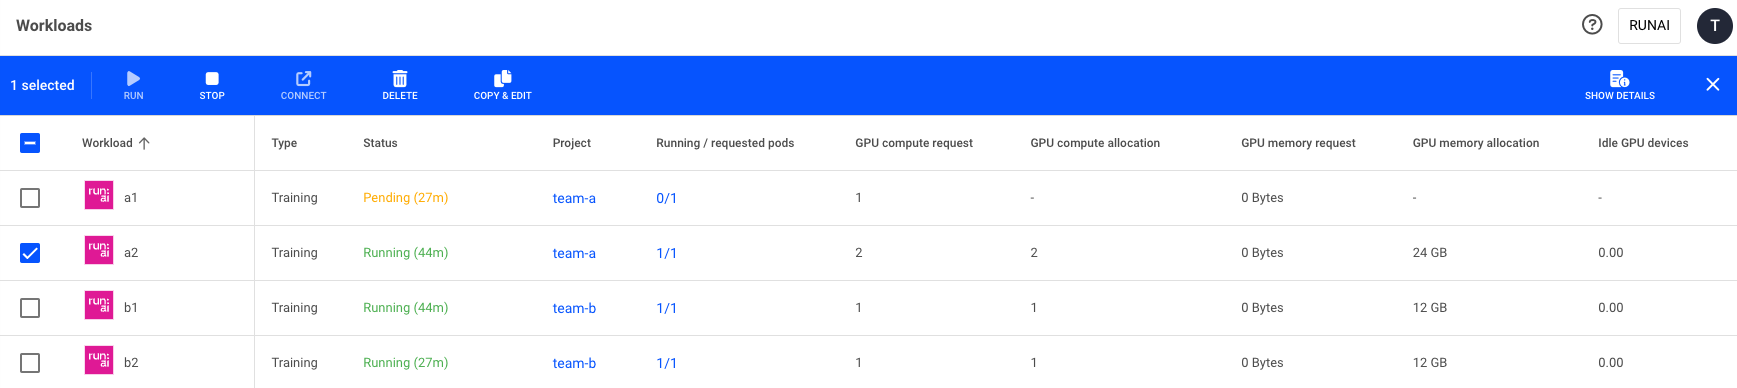 Workloads
RUNAI T
1 selected RUN STOP CONNECT DELETE COPY & EDIT SHOW DETAILS
Workload Type Status Project Running / requested pods GPU compute request GPU compute allocation GPU memory request GPU memory allocation Idle GPU devices
run: ai a1 Training Pending (27m) team-a 0/1 1 - 0 Bytes - -
run: ai a2 Training Running (44m) team-a 1/1 2 2 0 Bytes 24 GB 0.00
run: ai b1 Training Running (44m) team-b 1/1 1 1 0 Bytes 12 GB 0.00
run: ai b2 Training Running (27m) team-b 1/1 1 1 0 Bytes 12 GB 0.00